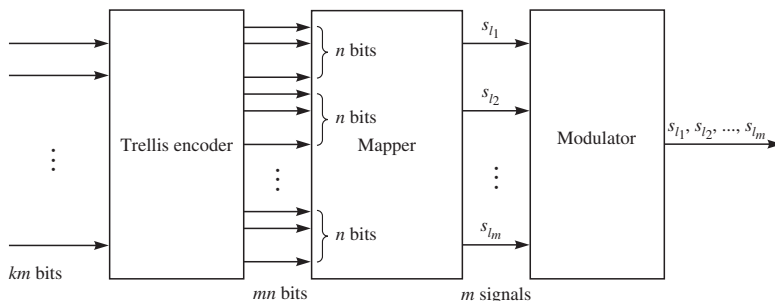 n bits
s_{l_1}
n bits
s_{l_2}
s_{l_1}, s_{l_2}, ..., s_{l_m}
Trellis encoder
Mapper
Modulator
n bits
s_{l_m}
km bits
mn bits
m signals